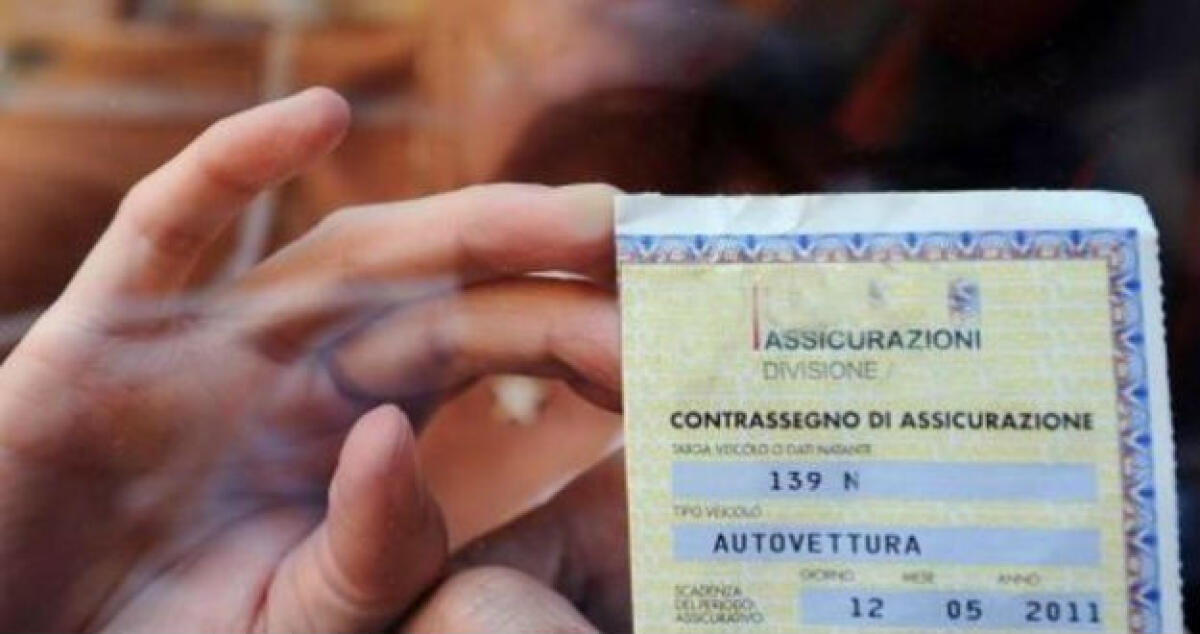 ASSICURAZIONI
DIVISIONE
CONTRASSEGNO DI ASSICURAZIONE
TARGA VEICOLO O DATI NATANTE
139 N
TIPO VEICOLO
AUTOVETTURA
GIORNO MESE ANNO
SCADENZA
DEL PERIODO
ASSICURATIVO
12 05 2011